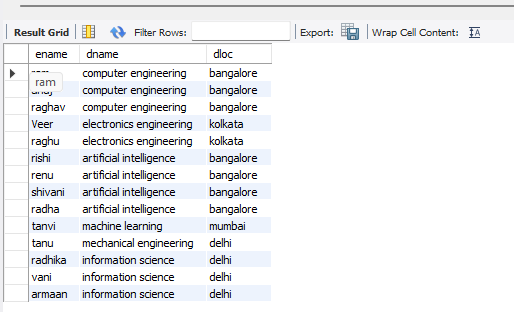 Result Grid Filter Rows: Export: Wrap Cell Content: IA
ename dname dloc
ram computer engineering bangalore
computer engineering bangalore
raghav computer engineering bangalore
Veer electronics engineering kolkata
raghu electronics engineering kolkata
rishi artificial intelligence bangalore
renu artificial intelligence bangalore
shivani artificial intelligence bangalore
radha artificial intelligence bangalore
tanvi machine learning mumbai
tanu mechanical engineering delhi
radhika information science delhi
vani information science delhi
armaan information science delhi